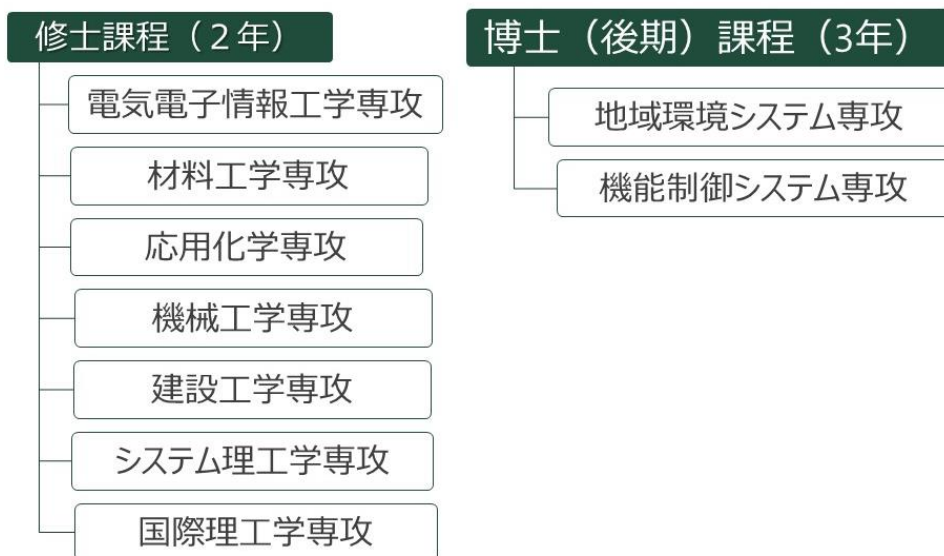 修士課程（２年）
電気電子情報工学専攻
材料工学専攻
応用化学専攻
機械工学専攻
建設工学専攻
システム理工学専攻
国際理工学専攻
博士（後期）課程（3年）
地域環境システム専攻
機能制御システム専攻